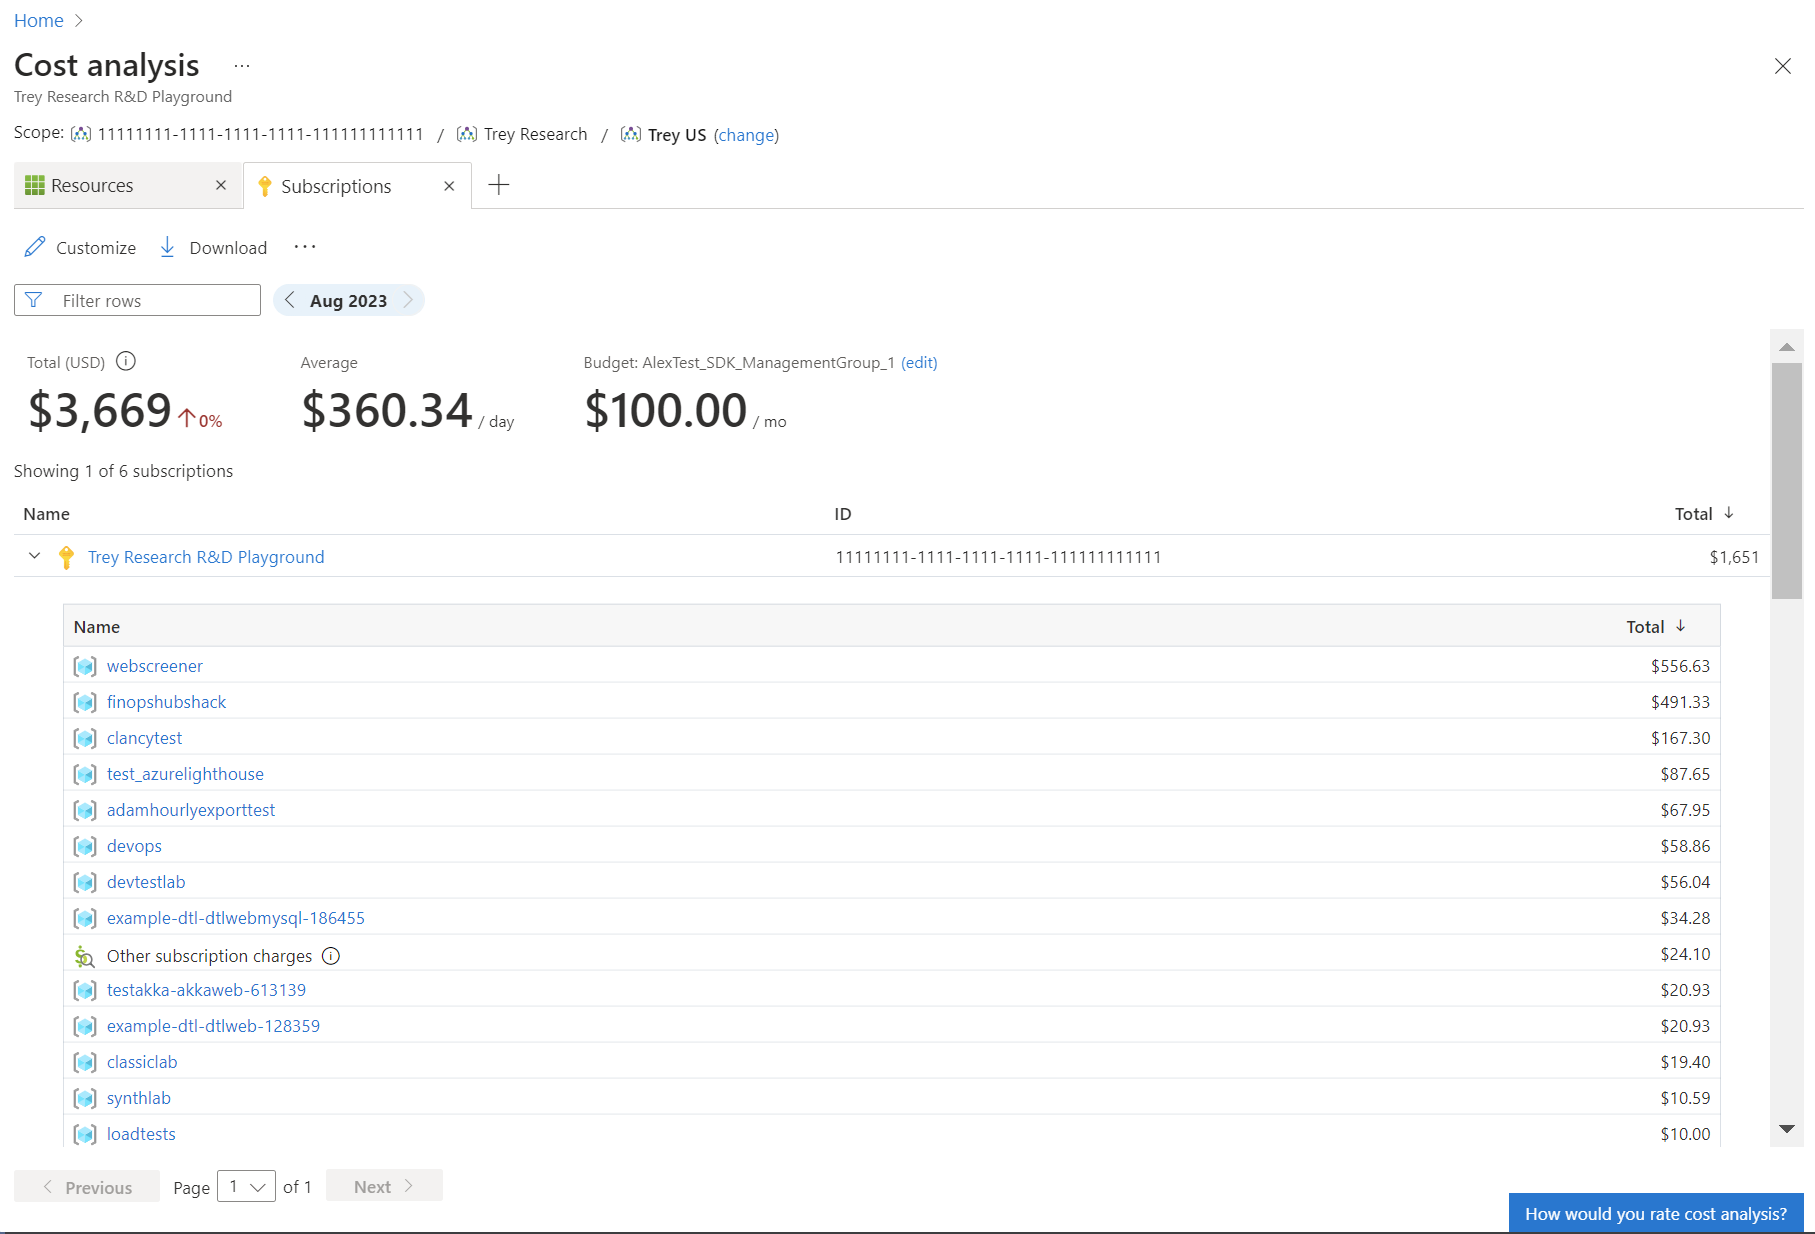 Home
Cost analysis ...
Trey Research R&D Playground
Scope: 11111111-1111-1111-1111-111111111111 / Trey Research / Trey US (change)
Resources Subscriptions
Customize Download ...
Filter rows Aug 2023
Total (USD) Average Budget: AlexTest_SDK_ManagementGroup_1 (edit)
$3,669 0% $360.34 / day $100.00 / mo
Showing 1 of 6 subscriptions
Name ID Total
Trey Research R&D Playground 11111111-1111-1111-1111-111111111111 $1,651
Name Total
webscreener $556.63
finopshubshack $491.33
clancytest $167.30
test_azurelighthouse $87.65
adamhourlyexporttest $67.95
devops $58.86
devtestlab $56.04
example-dtl-dtlwebmysql-186455 $34.28
Other subscription charges $24.10
testakka-akkaweb-613139 $20.93
example-dtl-dtlweb-128359 $20.93
classiclab $19.40
synthlab $10.59
loadtests $10.00
Previous Page 1 of 1 Next
How would you rate cost analysis?